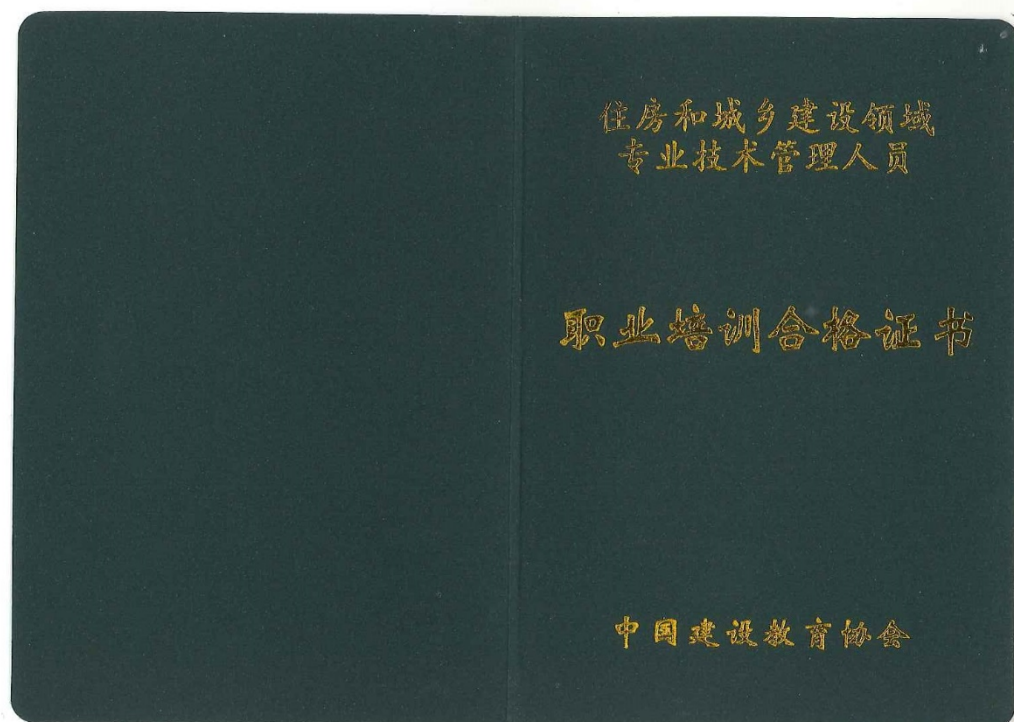 住房和城乡建设领域
专业技术管理人员
职业培训合格证书
中国建设教育协会